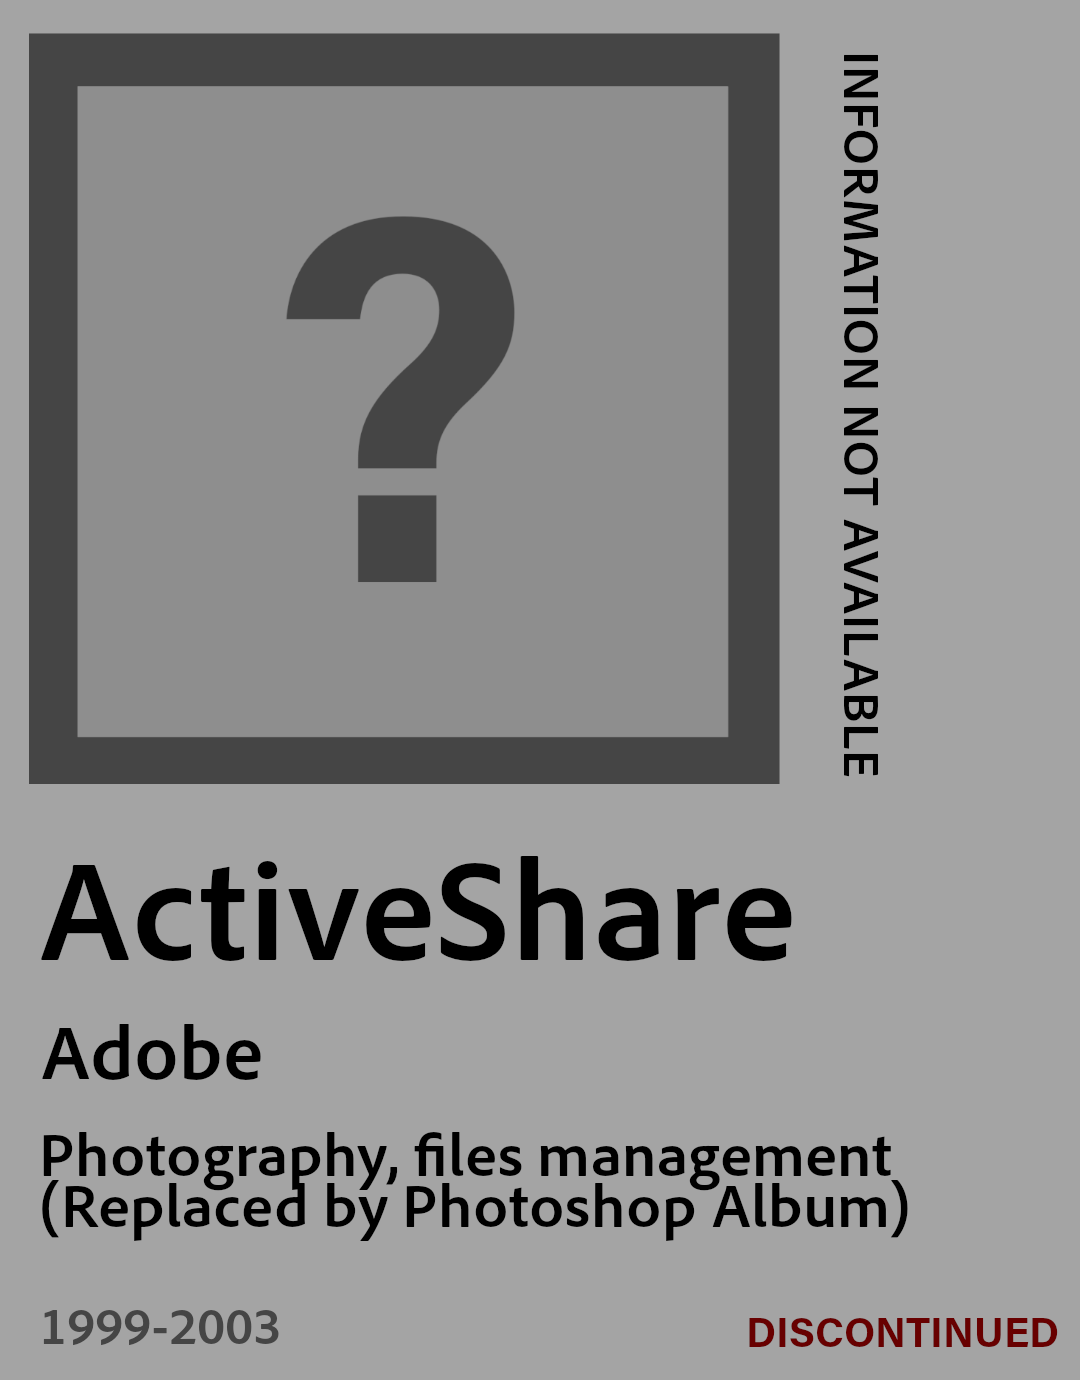 ?
INFORMATION NOT AVAILABLE
ActiveShare
Adobe
Photography, files management
(Replaced by Photoshop Album)
1999-2003
DISCONTINUED